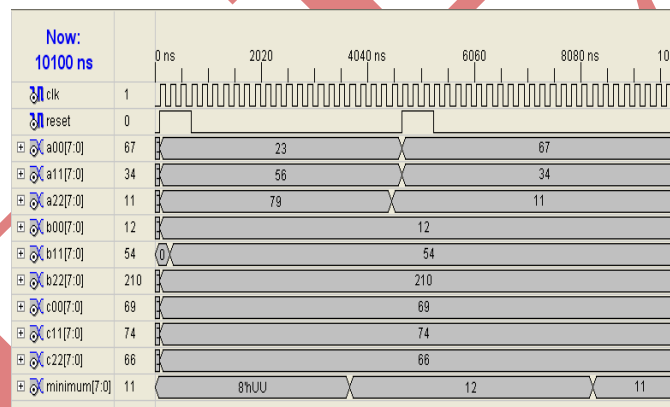 Now:
10100 ns
0 ns 2020 4040 ns 6060 8080 ns 10
clk 1
reset 0
a00[7:0] 67 23 67
a11[7:0] 34 56 34
a22[7:0] 11 79 11
b00[7:0] 12 12
b11[7:0] 54 0 54
b22[7:0] 210 210
c00[7:0] 69 69
c11[7:0] 74 74
c22[7:0] 66 66
minimum[7:0] 11 8'hUU 12 11